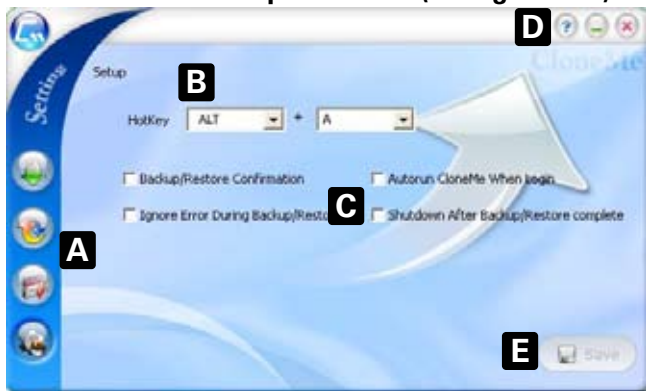 D
CloneMe
Setting
Setup
B
HotKey ALT + A
Backup/Restore Confirmation
Autorun CloneMe When Login
Ignore Error During Backup/Resto
C
Shutdown After Backup/Restore complete
A
E
Save